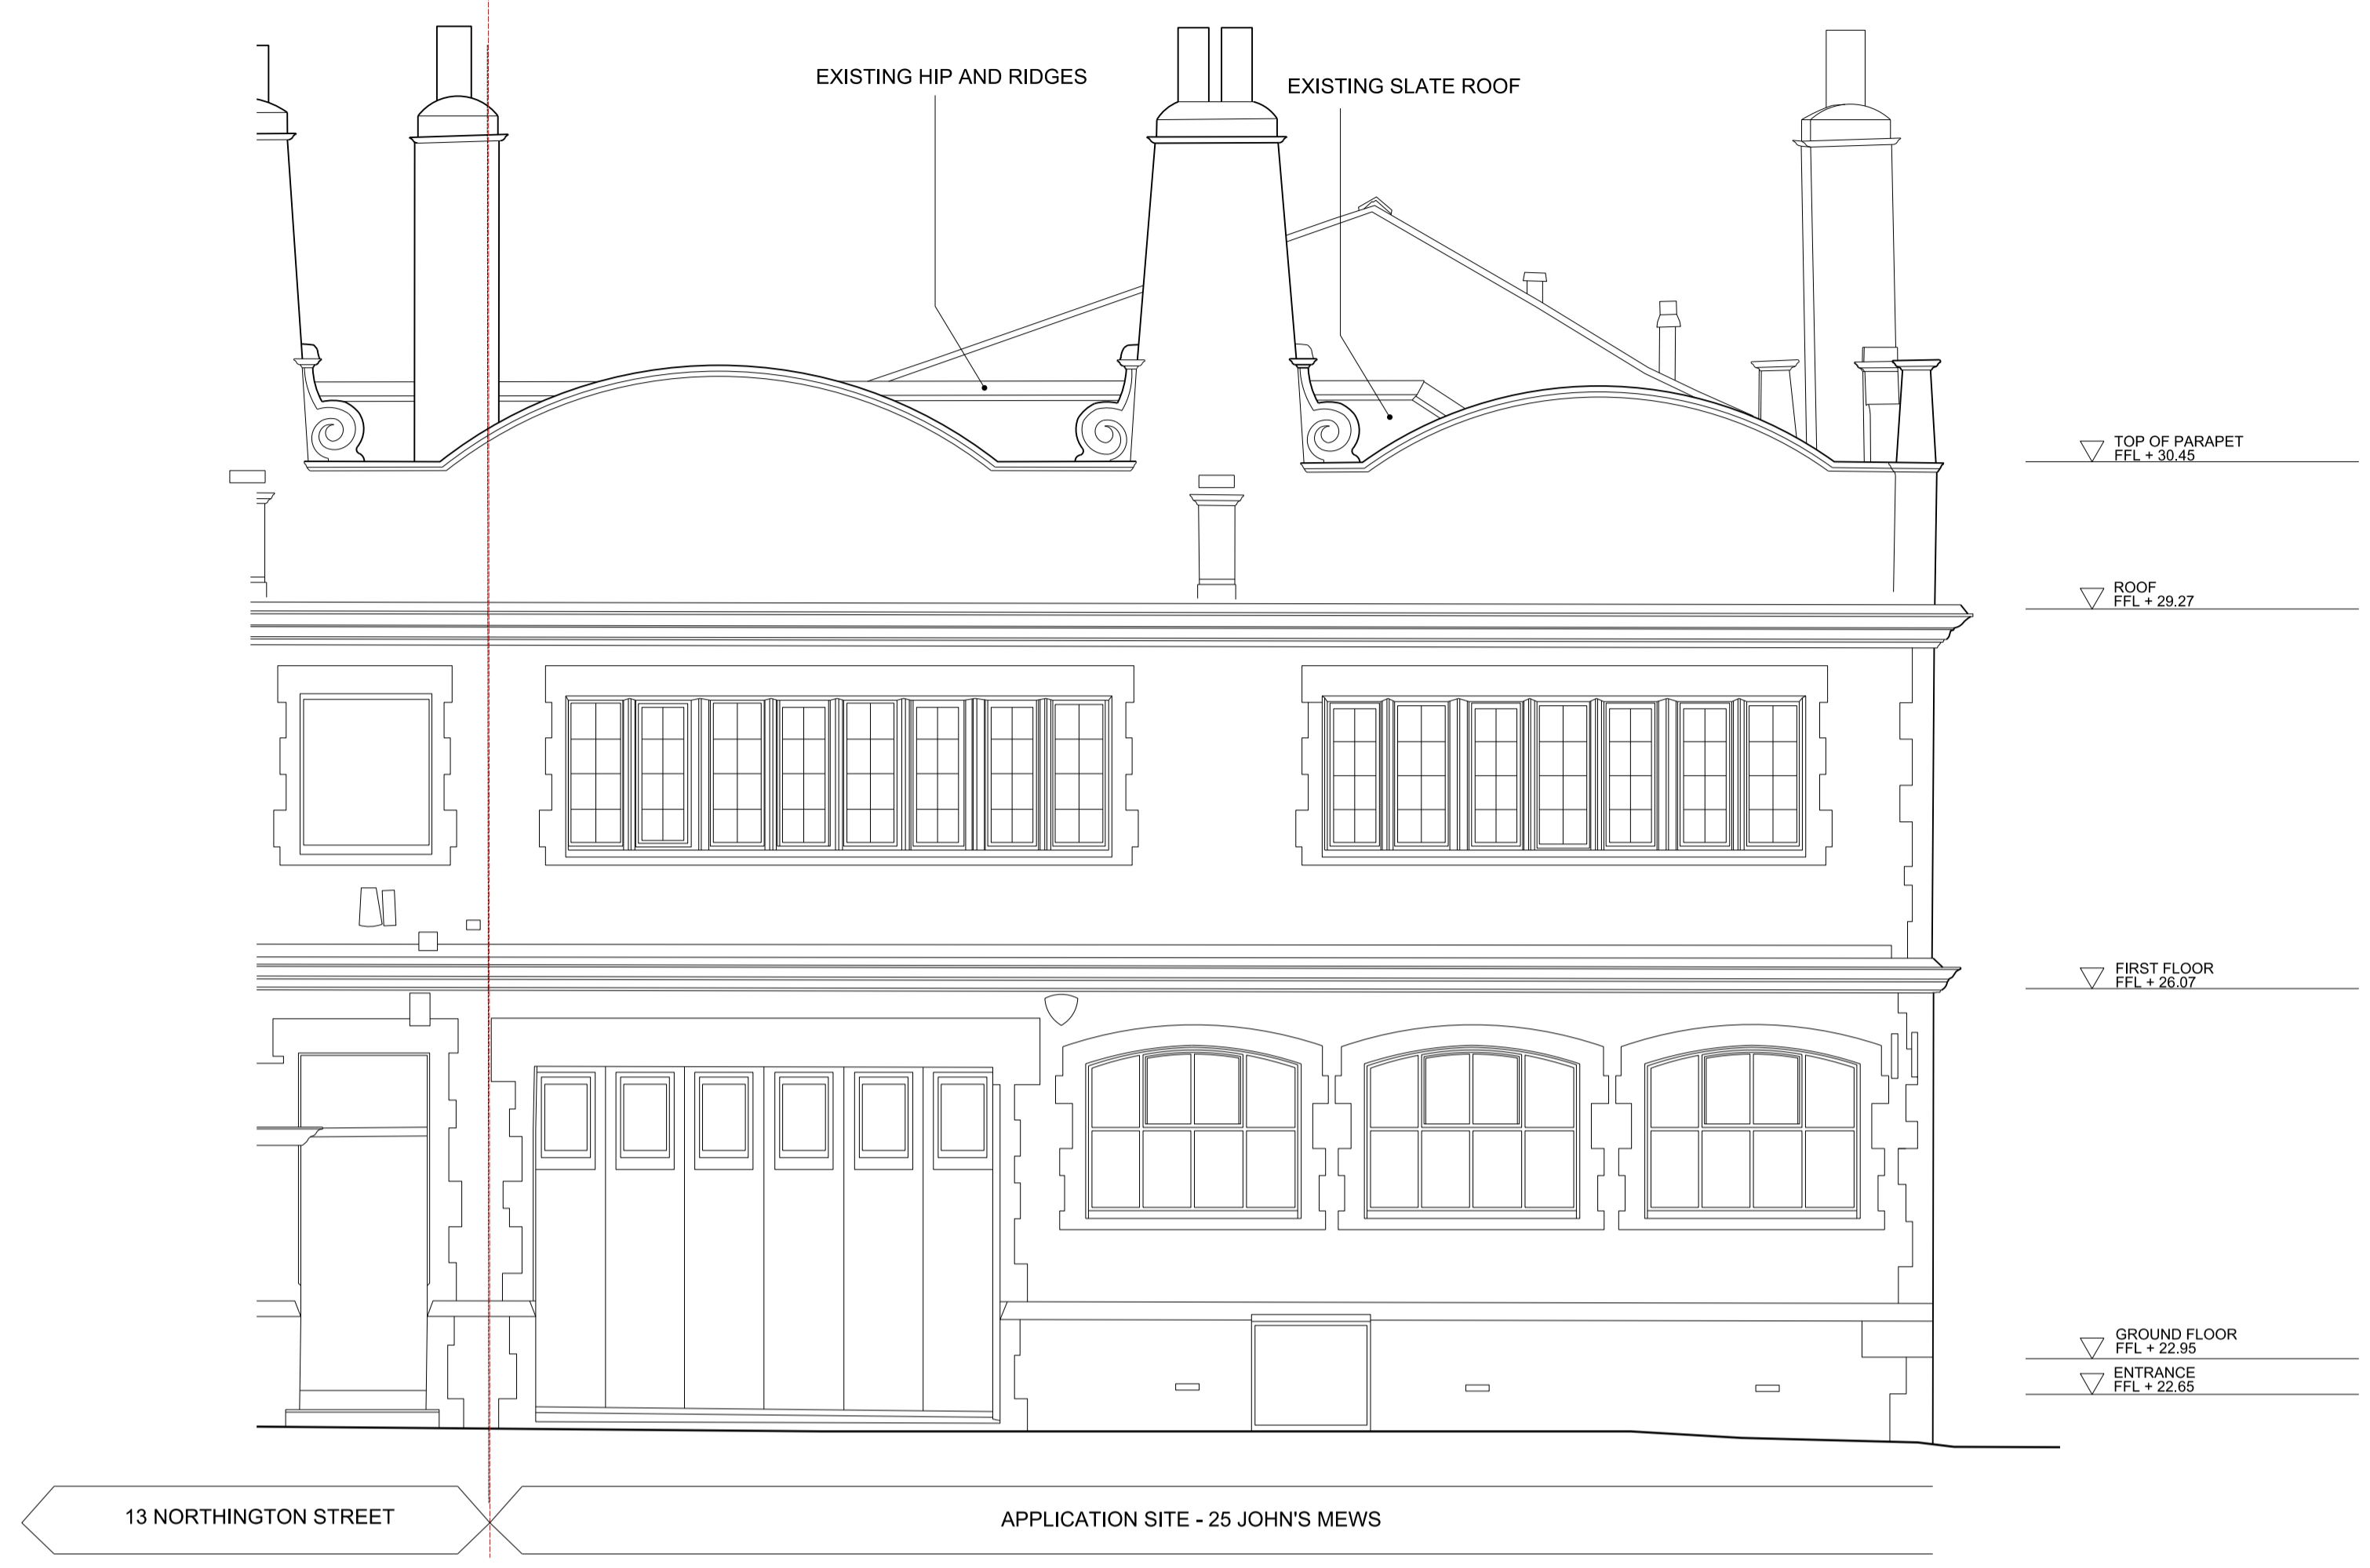 EXISTING HIP AND RIDGES
EXISTING SLATE ROOF
TOP OF PARAPET
FFL + 30.45
ROOF
FFL + 29.27
FIRST FLOOR
FFL + 26.07
GROUND FLOOR
FFL + 22.95
ENTRANCE
FFL + 22.65
13 NORTHINGTON STREET
APPLICATION SITE - 25 JOHN'S MEWS